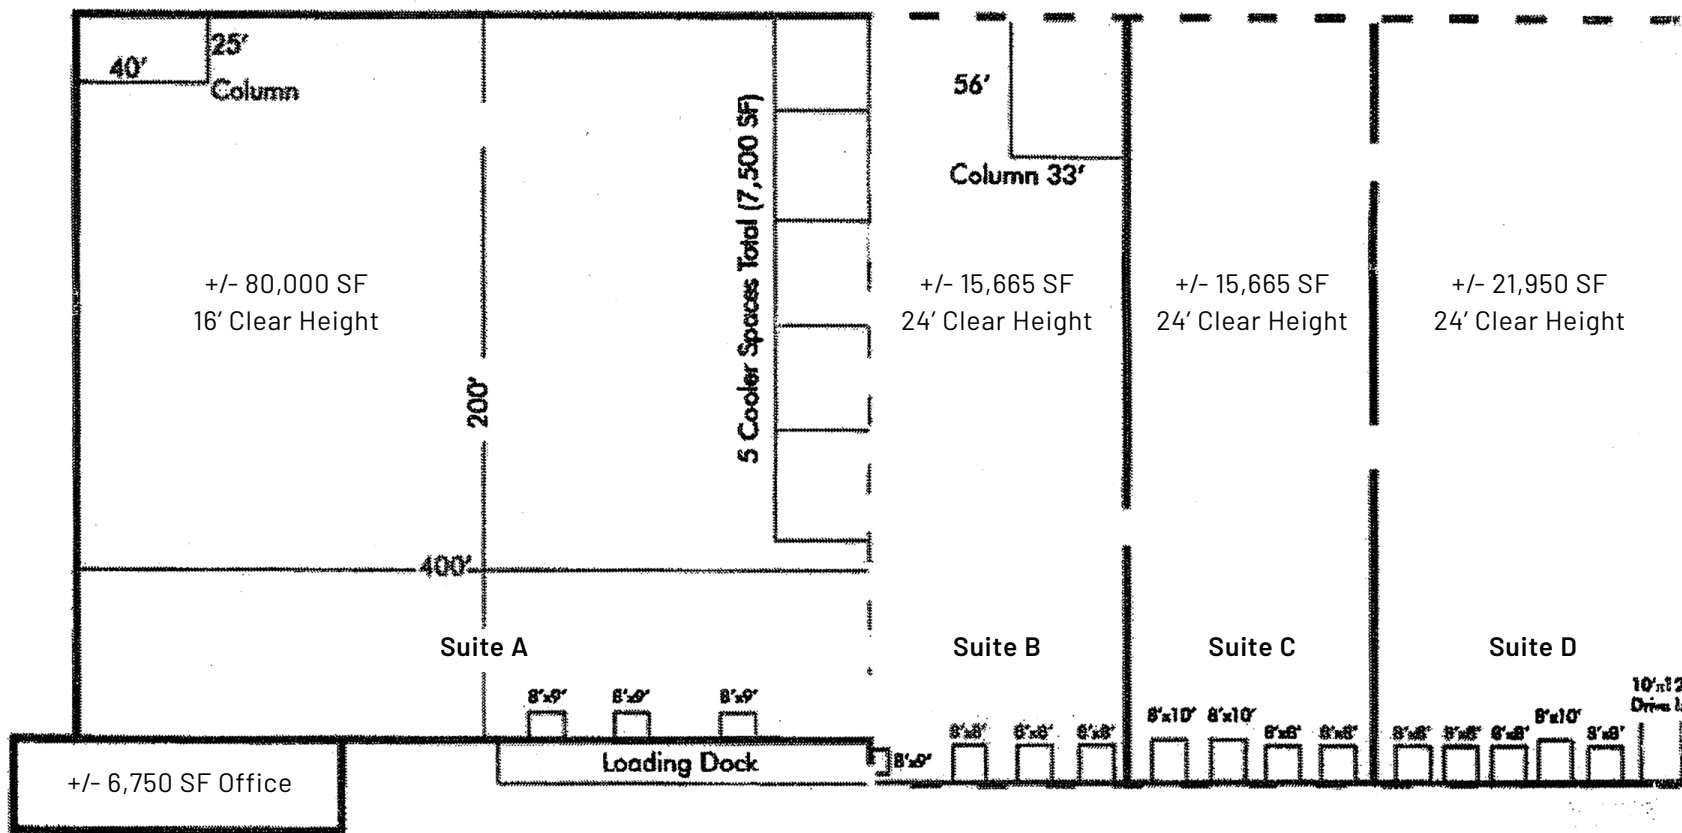 25'
40'
Column
56'
Column 33'
5 Cooler Spaces Total (7,500 SF)
+/- 80,000 SF
16' Clear Height
+/- 15,665 SF
24' Clear Height
+/- 15,665 SF
24' Clear Height
+/- 21,950 SF
24' Clear Height
200'
400'
Suite A
Suite B
Suite C
Suite D
8'x9'
8'x9'
8'x9'
8'x8'
8'x8'
8'x8'
8'x10'
8'x10'
8'x8'
8'x8'
8'x8'
8'x8'
8'x8'
8'x10'
8'x8'
Loading Dock
8'x9'
+/- 6,750 SF Office